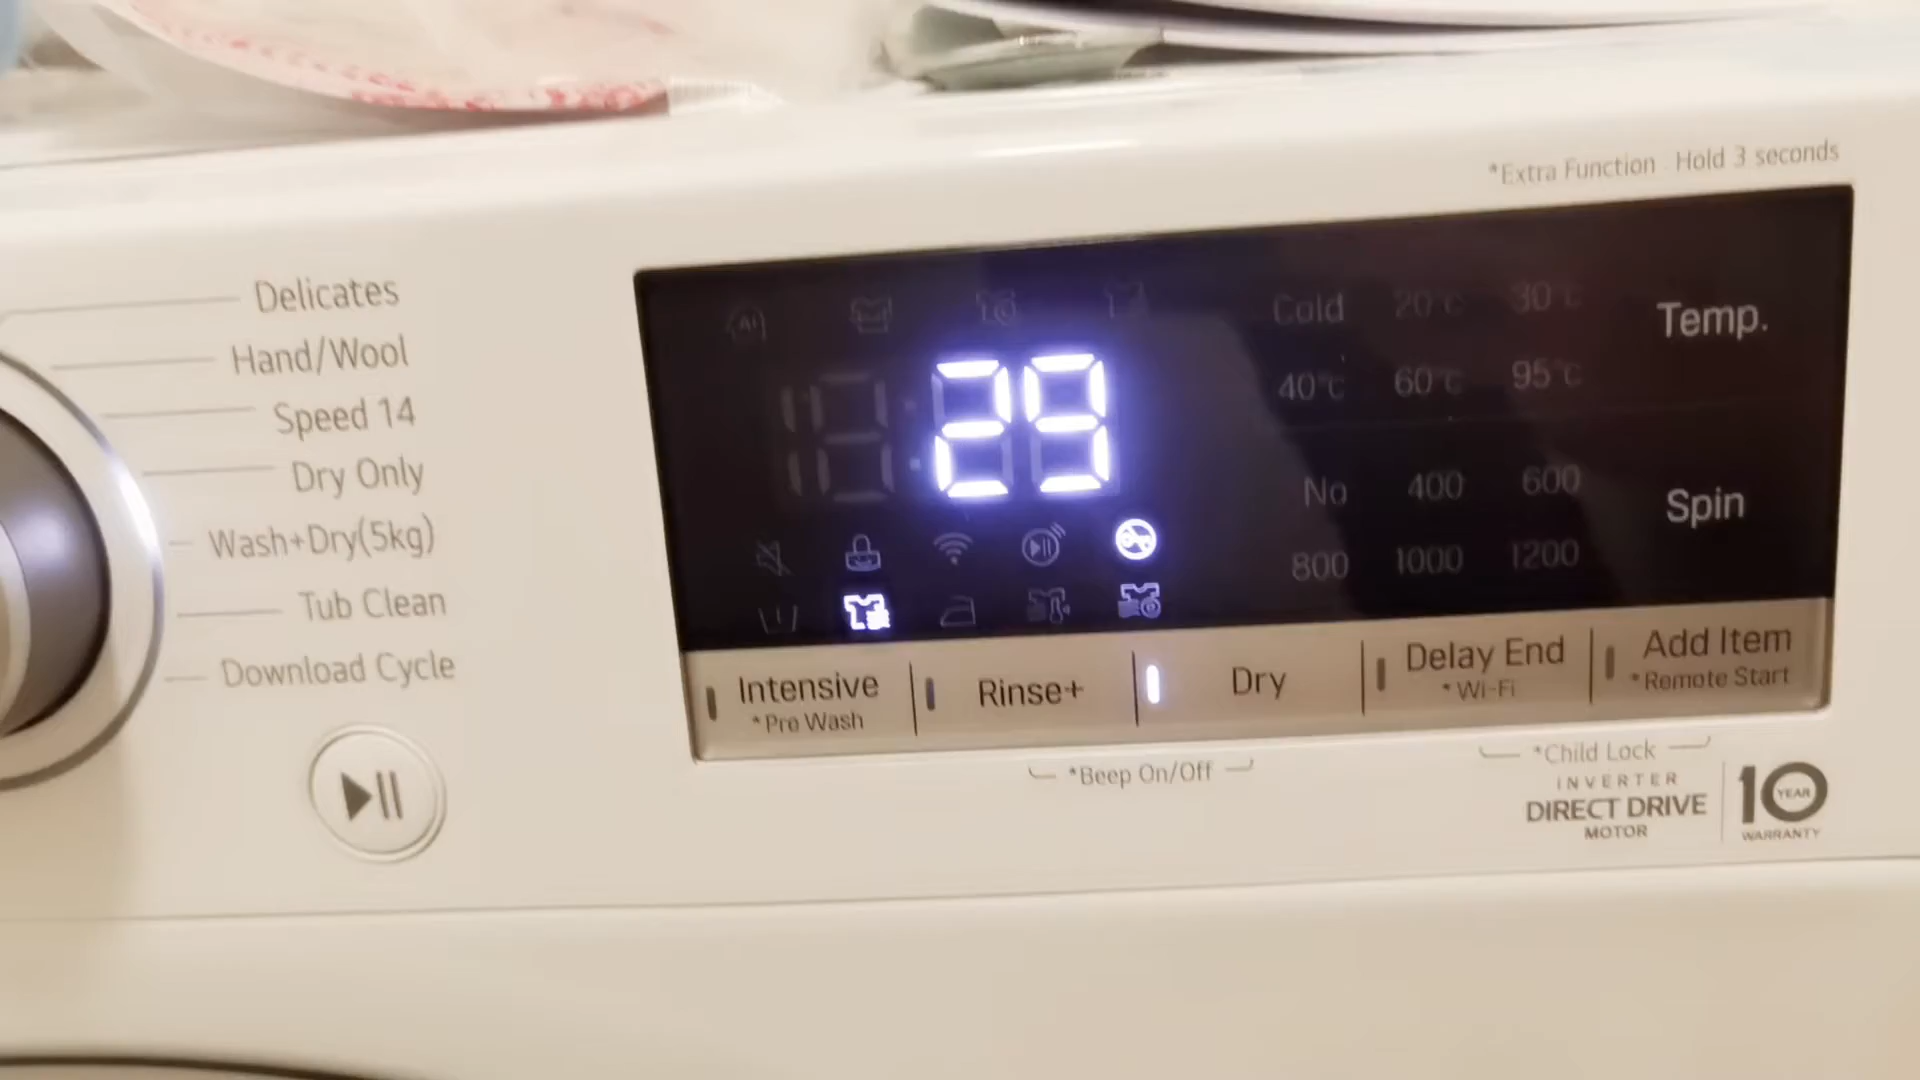 *Extra Function : Hold 3 seconds
Delicates
Hand/Wool
Speed 14
Dry Only
Wash+Dry(5kg)
Tub Clean
Download Cycle
AI
29
Cold 20℃ 30℃
40℃ 60℃ 95℃
Temp.
No 400 600
800 1000 1200
Spin
Intensive
*Pre Wash
Rinse+
Dry
Delay End
*Wi-Fi
Add Item
*Remote Start
*Beep On/Off
*Child Lock
INVERTER
DIRECT DRIVE
MOTOR
10
YEAR
WARRANTY